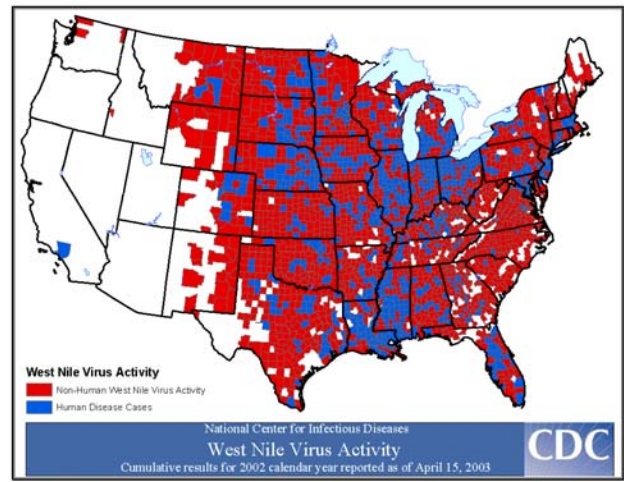 West Nile Virus Activity
Non-Human West Nile Virus Activity
Human Disease Cases
National Center for Infectious Diseases
West Nile Virus Activity
Cumulative results for 2002 calendar year reported as of April 15, 2003
CDC